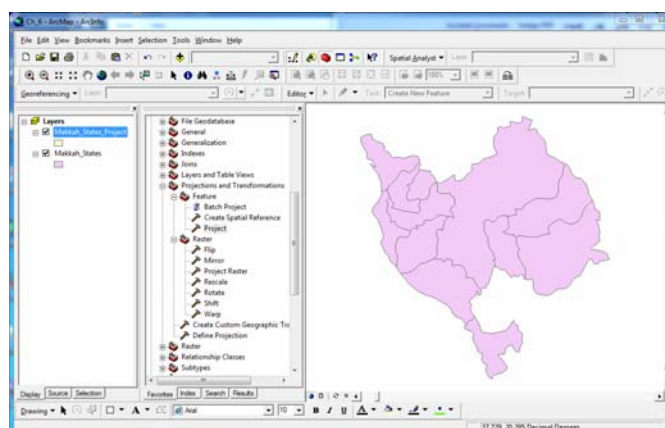 Ch_6 - ArcMap - ArcInfo
File Edit View Bookmarks Insert Selection Tools Window Help
Spatial Analyst Layer:
100%
Georeferencing Layer:
Editor Task: Create New Feature Target:
Layers
Makkah_States_Project
Makkah_States
File Geodatabase
General
Generalization
Indexes
Joins
Layers and Table Views
Projections and Transformations
Feature
Batch Project
Create Spatial Reference
Project
Raster
Flip
Mirror
Project Raster
Rescale
Rotate
Shift
Warp
Create Custom Geographic Tra
Define Projection
Raster
Relationship Classes
Subtypes
Display Source Selection
Favorites Index Search Results
Drawing A Arial 10 B I U A
Decimal Degrees